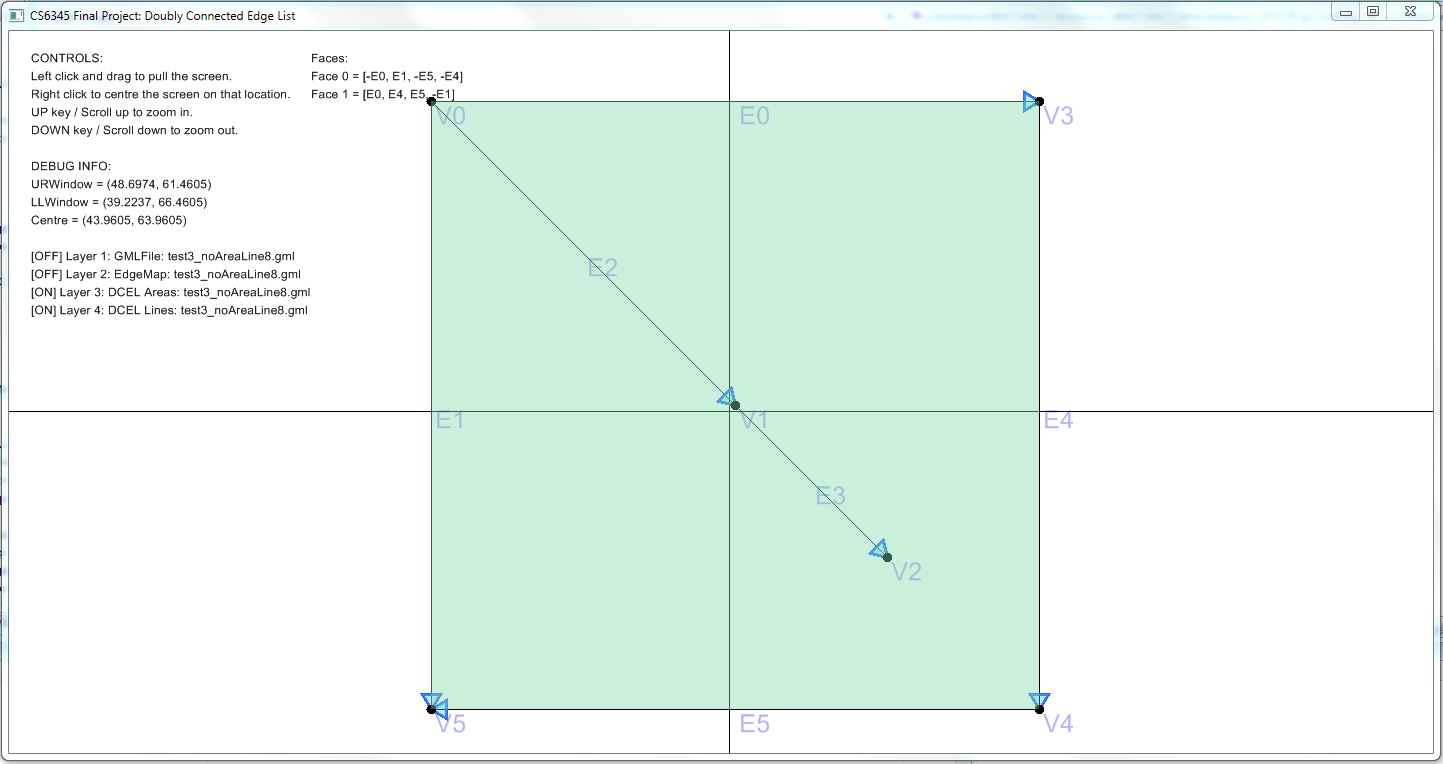 CS6345 Final Project: Doubly Connected Edge List
CONTROLS:
Left click and drag to pull the screen.
Right click to centre the screen on that location.
UP key / Scroll up to zoom in.
DOWN key / Scroll down to zoom out.
Faces:
Face 0 = [-E0, E1, -E5, -E4]
Face 1 = [E0, E4, E5, -E1]
DEBUG INFO:
URWindow = (48.6974, 61.4605)
LLWindow = (39.2237, 66.4605)
Centre = (43.9605, 63.9605)
[OFF] Layer 1: GMLFile: test3_noAreaLine8.gml
[OFF] Layer 2: EdgeMap: test3_noAreaLine8.gml
[ON] Layer 3: DCEL Areas: test3_noAreaLine8.gml
[ON] Layer 4: DCEL Lines: test3_noAreaLine8.gml
V0
E0
V3
E2
E1
V1
E4
E3
V2
V5
E5
V4